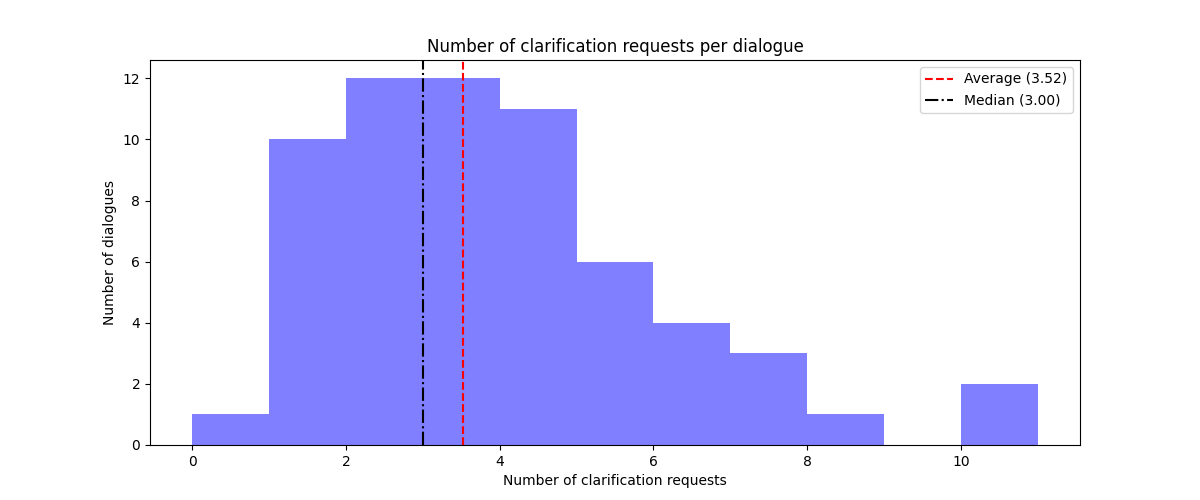 Number of clarification requests per dialogue
Average (3.52)
Median (3.00)
Number of dialogues
12
10
8
6
4
2
0
0 2 4 6 8 10
Number of clarification requests